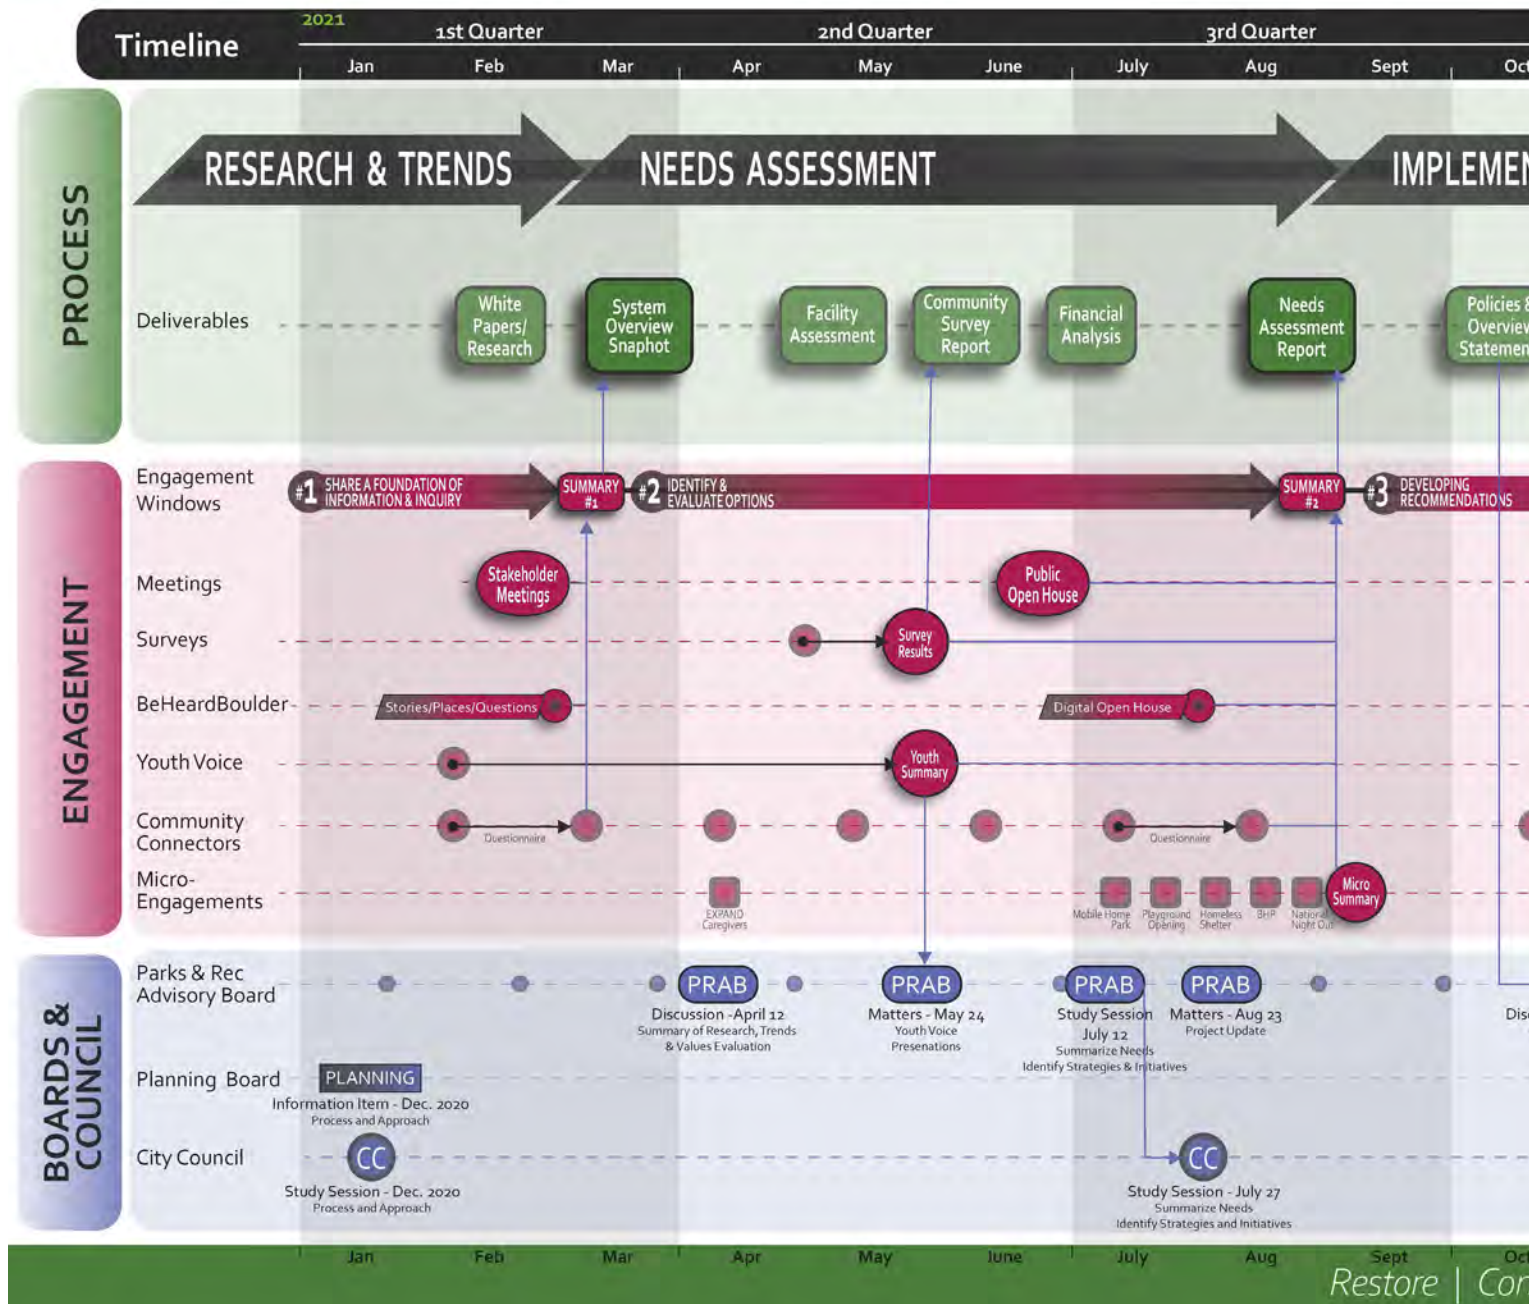 2021
Timeline
1st Quarter
2nd Quarter
3rd Quarter
Jan
Feb
Mar
Apr
May
June
July
Aug
Sept
Oct
PROCESS
RESEARCH & TRENDS
NEEDS ASSESSMENT
IMPLEMEN
Deliverables
White
Papers/
Research
System
Overview
Snaphot
Facility
Assessment
Community
Survey
Report
Financial
Analysis
Needs
Assessment
Report
Policies &
Overview
Statemen
ENGAGEMENT
Engagement
Windows
#1 SHARE A FOUNDATION OF
INFORMATION & INQUIRY
SUMMARY
#1
#2 IDENTIFY &
EVALUATE OPTIONS
SUMMARY
#2
#3 DEVELOPING
RECOMMENDATIONS
Meetings
Stakeholder
Meetings
Public
Open House
Surveys
Survey
Results
BeHeardBoulder
Stories/Places/Questions
Digital Open House
Youth Voice
Youth
Summary
Community
Connectors
Questionnaire
Questionnaire
Micro-
Engagements
EXPAND
Caregivers
Mobile Home
Park
Playground
Opening
Homeless
Shelter
BHP
National
Night Out
Micro
Summary
BOARDS &
COUNCIL
Parks & Rec
Advisory Board
PRAB
Discussion -April 12
Summary of Research, Trends
& Values Evaluation
PRAB
Matters - May 24
Youth Voice
Presenations
PRAB
Study Session
July 12
Summarize Needs
Identify Strategies & Initiatives
PRAB
Matters - Aug 23
Project Update
Disc
Planning Board
PLANNING
Information Item - Dec. 2020
Process and Approach
City Council
CC
Study Session - Dec. 2020
Process and Approach
CC
Study Session - July 27
Summarize Needs
Identify Strategies and Initiatives
Jan
Feb
Mar
Apr
May
June
July
Aug
Sept
Oct
Restore | Con